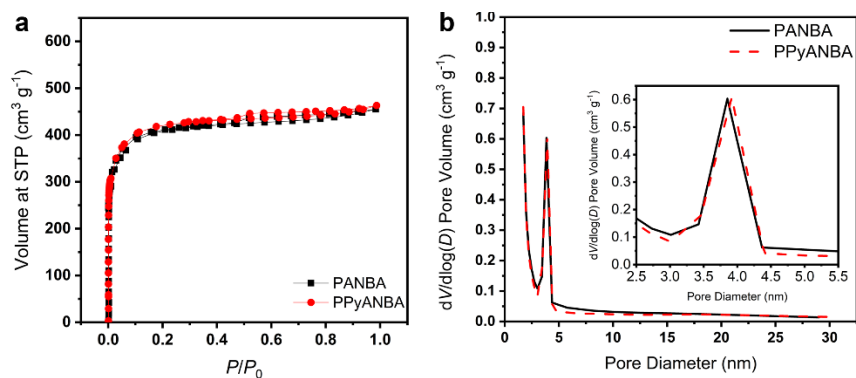 a
Volume at STP (cm³ g⁻¹)
600
500
400
300
200
100
0
0.0 0.2 0.4 0.6 0.8 1.0
P/P₀
PANBA
PPyANBA
b
dV/dlog(D) Pore Volume (cm³ g⁻¹)
1.0
0.9
0.8
0.7
0.6
0.5
0.4
0.3
0.2
0.1
0.0
0 5 10 15 20 25 30
Pore Diameter (nm)
PANBA
PPyANBA
dV/dlog(D) Pore Volume (cm³ g⁻¹)
0.6
0.5
0.4
0.3
0.2
0.1
0.0
2.5 3.0 3.5 4.0 4.5 5.0 5.5
Pore Diameter (nm)